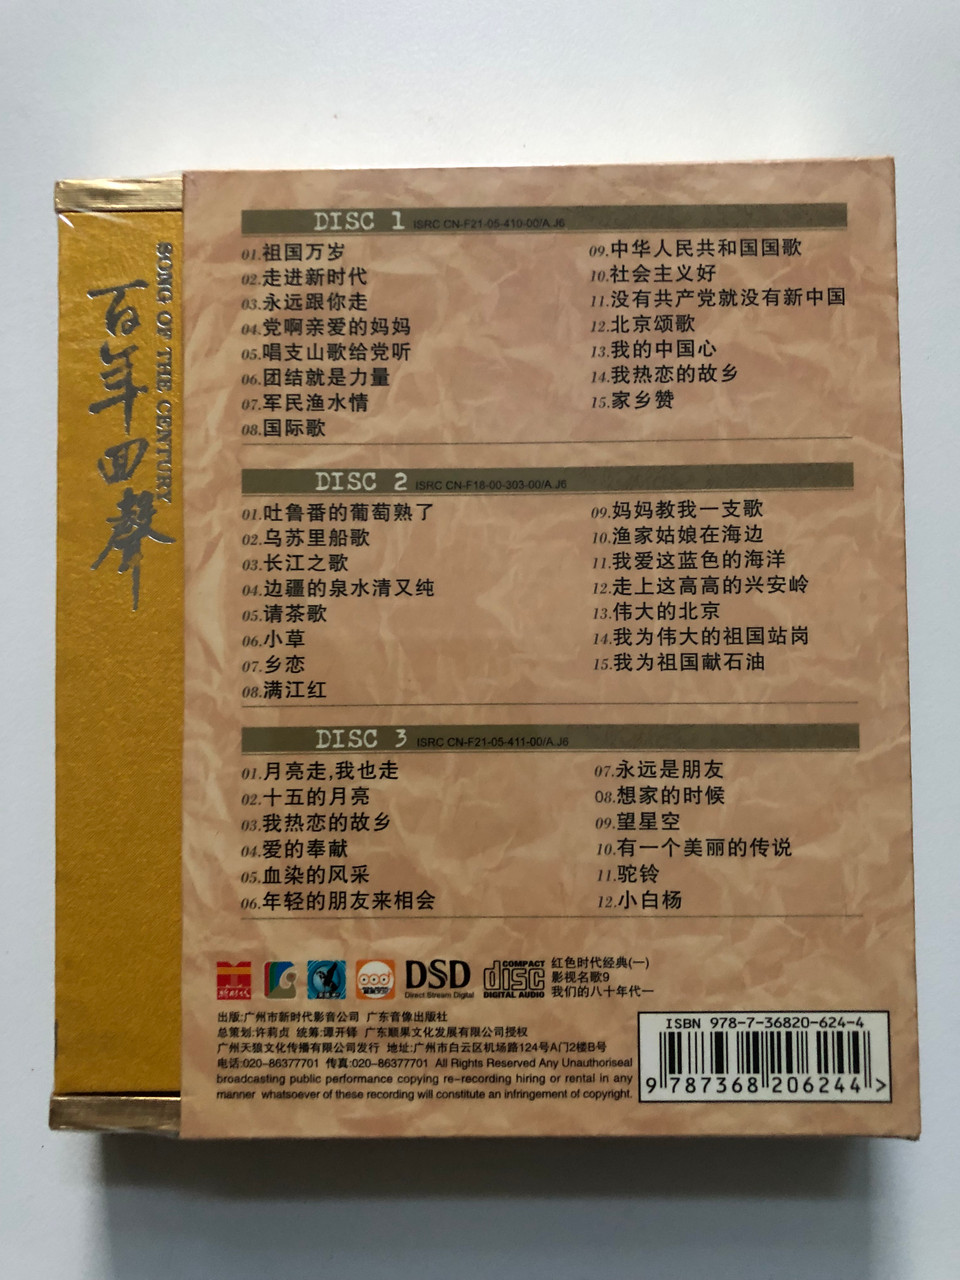 百年回聲
SONG OF THE CENTURY
DISC 1 ISRC CN-F21-05-410-00/A.J6
01.祖国万岁
02.走进新时代
03.永远跟你走
04.党啊亲爱的妈妈
05.唱支山歌给党听
06.团结就是力量
07.军民渔水情
08.国际歌
09.中华人民共和国国歌
10.社会主义好
11.没有共产党就没有新中国
12.北京颂歌
13.我的中国心
14.我热恋的故乡
15.家乡赞
DISC 2 ISRC CN-F18-00-303-00/A.J6
01.吐鲁番的葡萄熟了
02.乌苏里船歌
03.长江之歌
04.边疆的泉水清又纯
05.请茶歌
06.小草
07.乡恋
08.满江红
09.妈妈教我一支歌
10.渔家姑娘在海边
11.我爱这蓝色的海洋
12.走上这高高的兴安岭
13.伟大的北京
14.我为伟大的祖国站岗
15.我为祖国献石油
DISC 3 ISRC CN-F21-05-411-00/A.J6
01.月亮走,我也走
02.十五的月亮
03.我热恋的故乡
04.爱的奉献
05.血染的风采
06.年轻的朋友来相会
07.永远是朋友
08.想家的时候
09.望星空
10.有一个美丽的传说
11.驼铃
12.小白杨
新时代
DSD
Direct Stream Digital
COMPACT
disc
DIGITAL AUDIO
红色时代经典(一)
影视名歌9
我们的八十年代一
出版:广州市新时代影音公司 广东音像出版社
总策划:许莉贞 统筹:谭开铎 广东顺果文化发展有限公司授权
广州天狼文化传播有限公司发行 地址:广州市白云区机场路124号A门2楼B号
电话:020-86377701 传真:020-86377701 All Rights Reserved Any Unauthoriseal
broadcasting public performance copying re-recording hiring or rental in any
manner whatsoever of these recording will constitute an infringement of copyright.
ISBN 978-7-36820-624-4
9 787368 206244 >